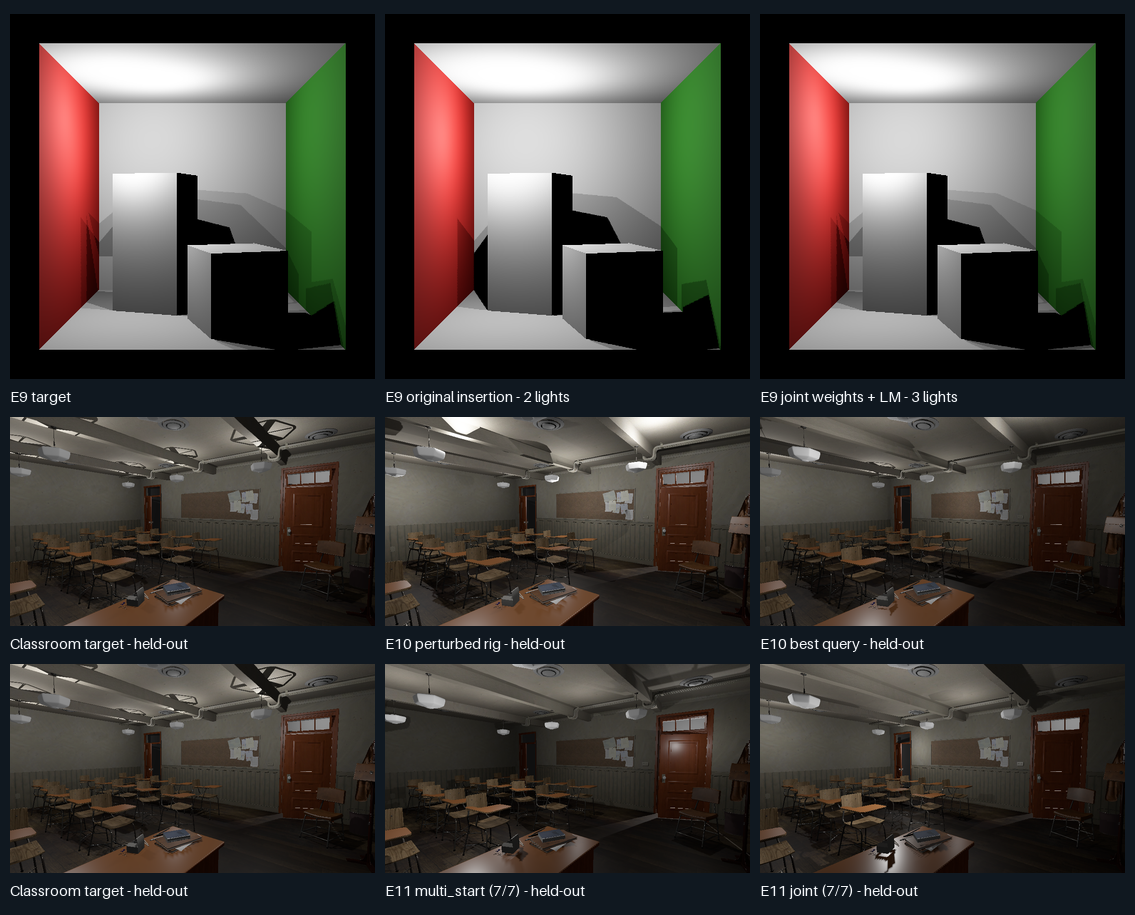 E9 target
E9 original insertion - 2 lights
E9 joint weights + LM - 3 lights
Classroom target - held-out
E10 perturbed rig - held-out
E10 best query - held-out
Classroom target - held-out
E11 multi_start (7/7) - held-out
E11 joint (7/7) - held-out